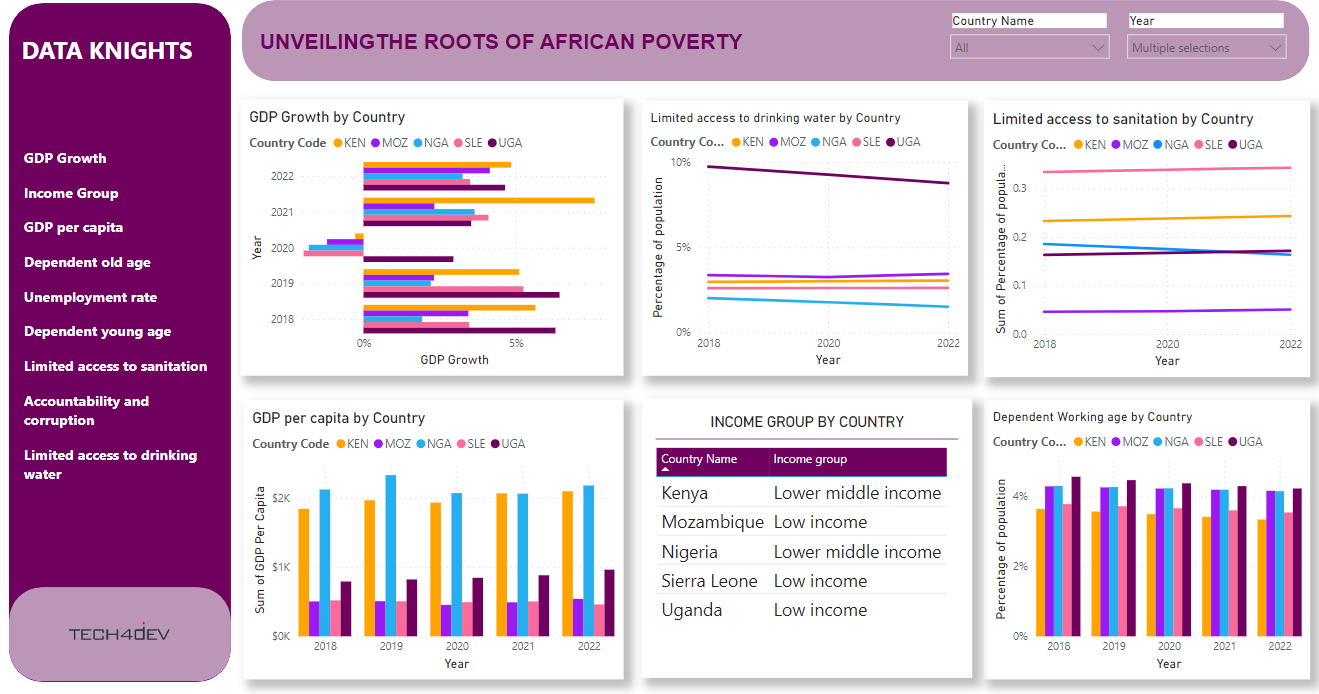 DATA KNIGHTS
GDP Growth
Income Group
GDP per capita
Dependent old age
Unemployment rate
Dependent young age
Limited access to sanitation
Accountability and
corruption
Limited access to drinking
water
TECH4DEV
UNVEILINGTHE ROOTS OF AFRICAN POVERTY
Country Name
All
Year
Multiple selections
GDP Growth by Country
Country Code KEN MOZ NGA SLE UGA
Year
2022
2021
2020
2019
2018
0% 5%
GDP Growth
Limited access to drinking water by Country
Country Co... KEN MOZ NGA SLE UGA
Percentage of population
10%
5%
0%
2018 2020 2022
Year
Limited access to sanitation by Country
Country Co... KEN MOZ NGA SLE UGA
Sum of Percentage of popula...
0.3
0.2
0.1
0.0
2018 2020 2022
Year
GDP per capita by Country
Country Code KEN MOZ NGA SLE UGA
Sum of GDP Per Capita
$2K
$1K
$0K
2018 2019 2020 2021 2022
Year
INCOME GROUP BY COUNTRY
Country Name Income group
Kenya Lower middle income
Mozambique Low income
Nigeria Lower middle income
Sierra Leone Low income
Uganda Low income
Dependent Working age by Country
Country Co... KEN MOZ NGA SLE UGA
Percentage of population
4%
2%
0%
2018 2019 2020 2021 2022
Year